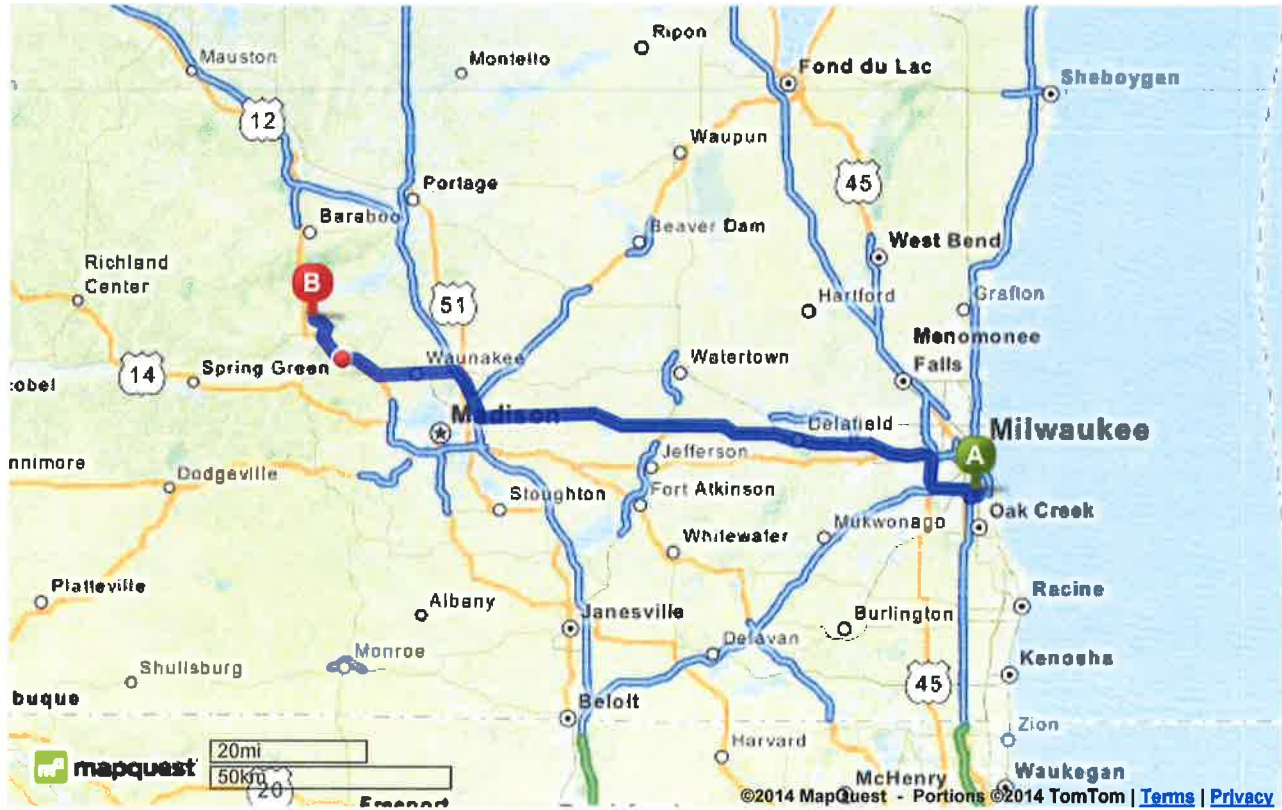 Ripon
Mauston
Montello
Fond du Lac
Sheboygan
12
Waupun
45
Portage
Baraboo
Beaver Dam
West Bend
Richland
Center
B
51
Hartford
Grafton
Menomonee
Falls
Waunakee
Watertown
14
Spring Green
obel
Madison
Delafield
Milwaukee
A
Jefferson
nnimore
Dodgeville
Stoughton
Fort Atkinson
Oak Creek
Mukwonago
Whitewater
Platteville
Albany
Janesville
Burlington
Racine
Monroe
Delavan
Shullsburg
Kenosha
45
buque
Beloit
Zion
20mi
Harvard
mapquest
50km
20
McHenry
Waukegan
Freeport
©2014 MapQuest - Portions ©2014 TomTom | Terms | Privacy